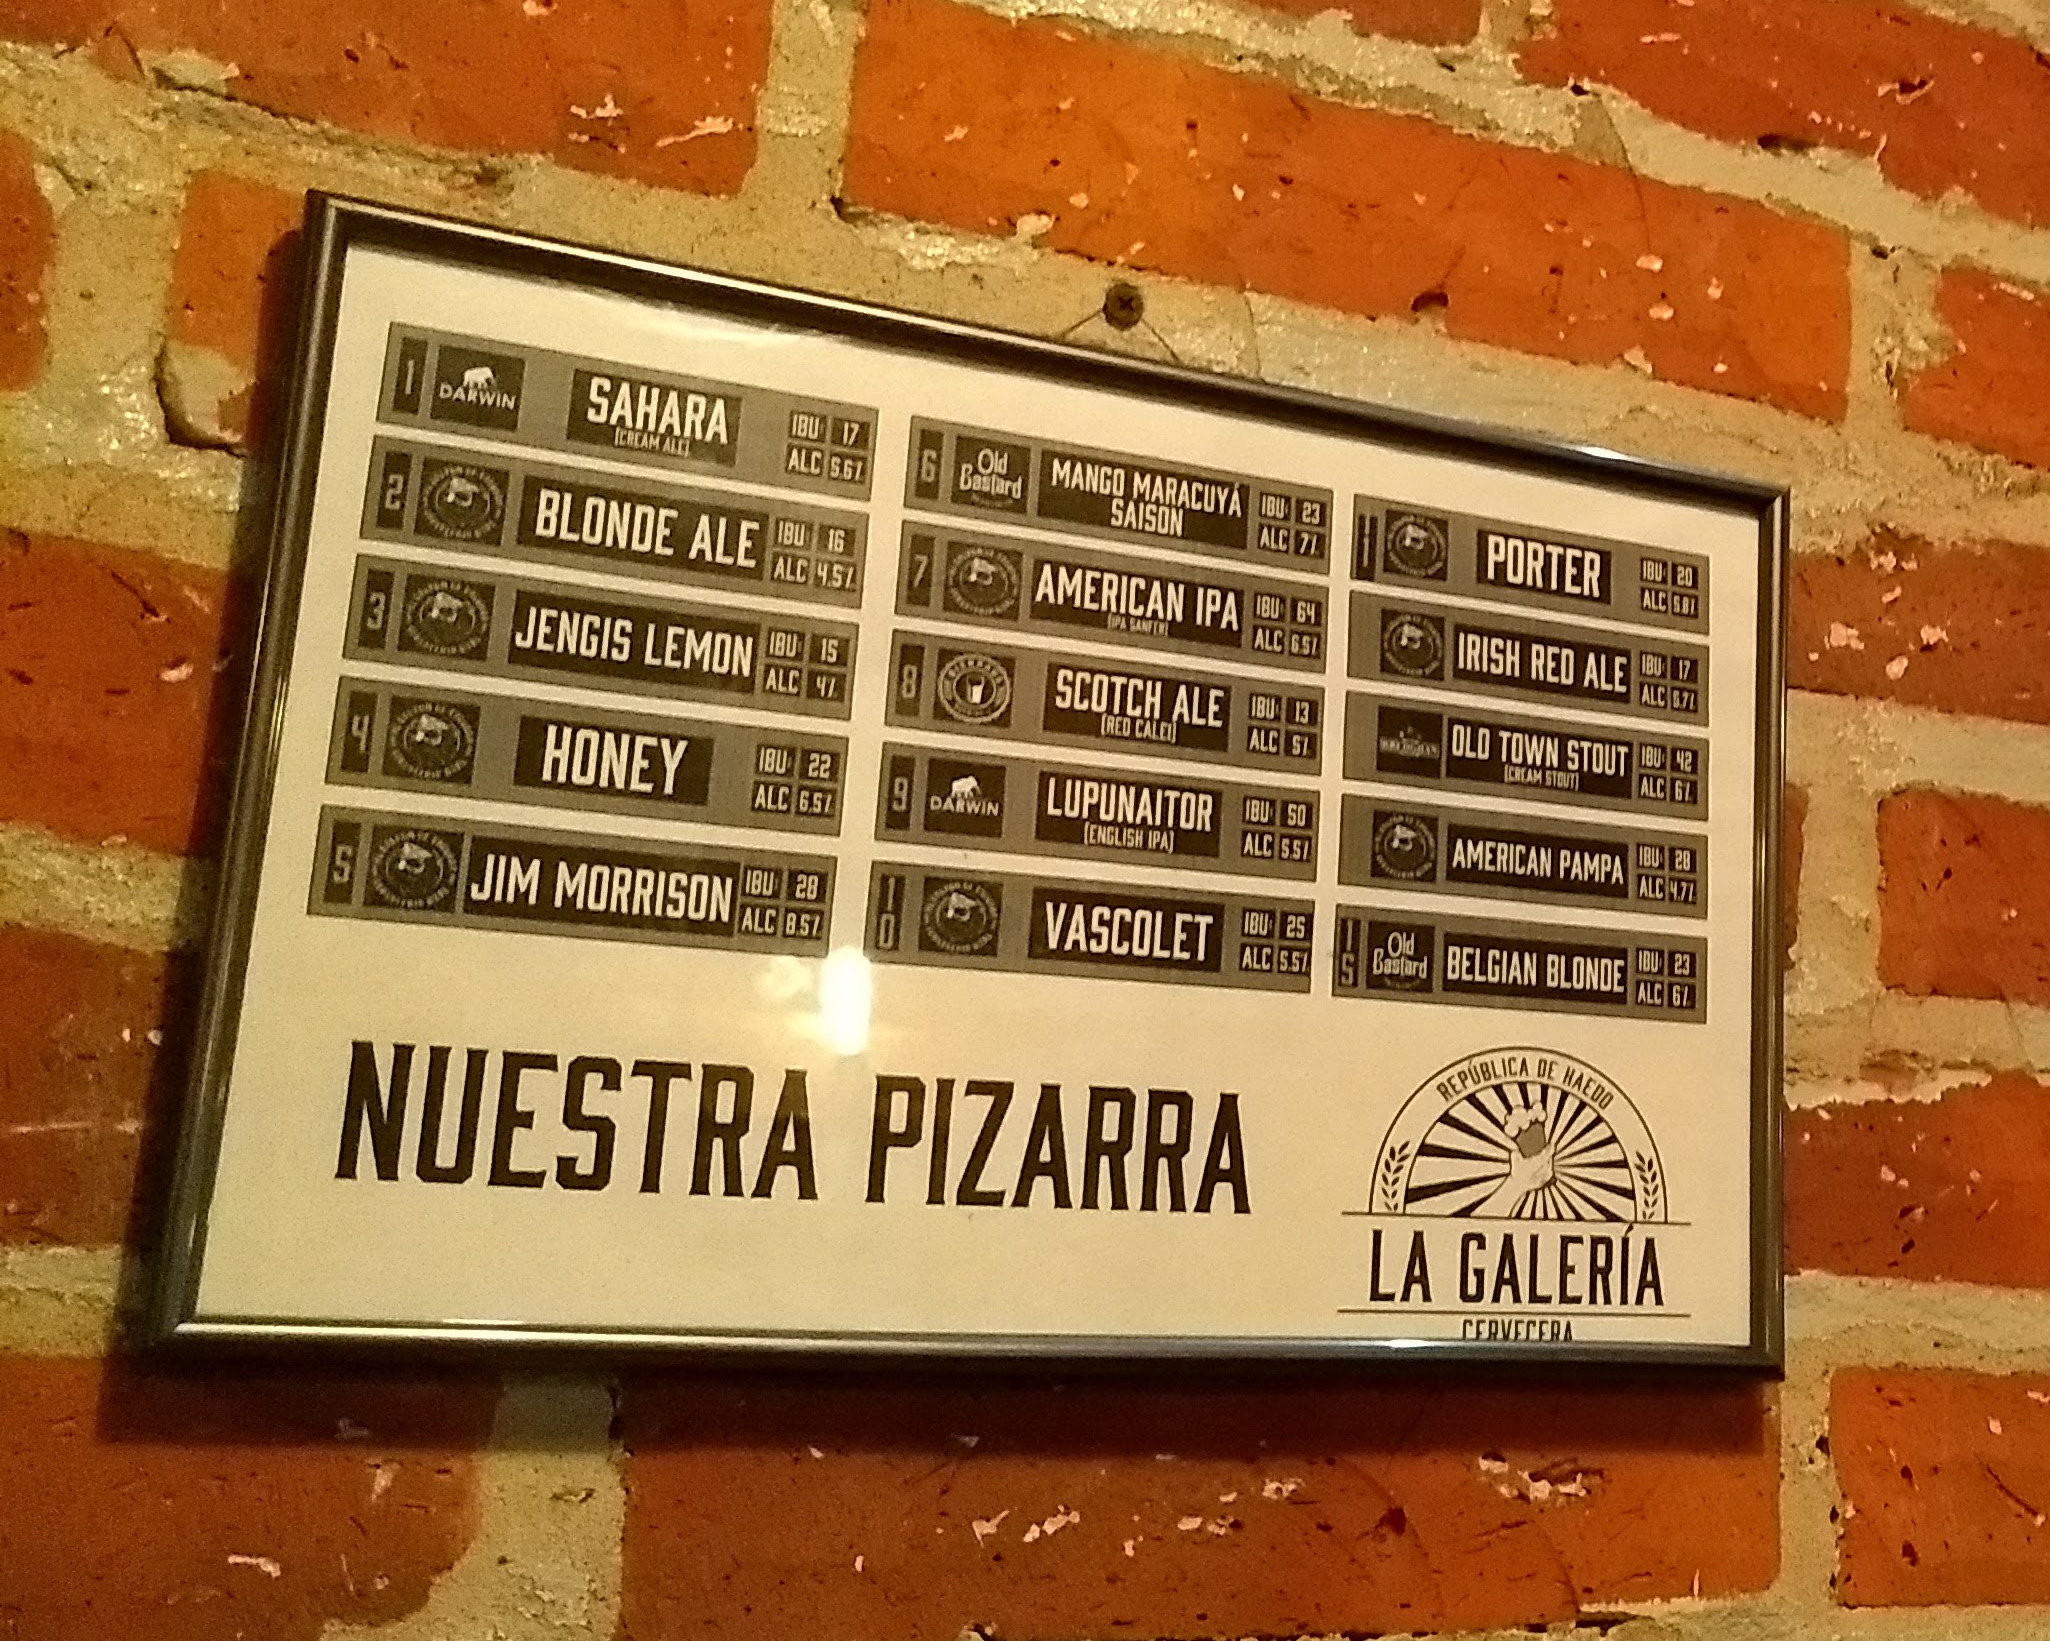 1
DARWIN
SAHARA
(CREAM ALE)
IBU: 17
ALC 5.6%
2
BLONDE ALE
IBU: 16
ALC 4.5%
3
JENGIS LEMON
IBU: 15
ALC 4%
4
HONEY
IBU: 22
ALC 6.5%
5
JIM MORRISON
IBU: 28
ALC 8.5%
6
Old
Bastard
MANGO MARACUYÁ
SAISON
IBU: 23
ALC 7%
7
AMERICAN IPA
IBU: 64
ALC 6.5%
8
SCOTCH ALE
(RED CALEI)
IBU: 13
ALC 5%
9
DARWIN
LUPUNAITOR
(ENGLISH IPA)
IBU: 50
ALC 5.5%
10
VASCOLET
IBU: 25
ALC 5.5%
11
PORTER
IBU: 20
ALC 5.8%
IRISH RED ALE
IBU: 17
ALC
OLD TOWN STOUT
(CREAM STOUT)
IBU: 42
ALC 6%
AMERICAN PAMPA
IBU: 28
ALC 4.7%
15
Old
Bastard
BELGIAN BLONDE
IBU: 23
ALC 6%
NUESTRA PIZARRA
REPÚBLICA DE HAEDO
LA GALERÍA
CERVECERA